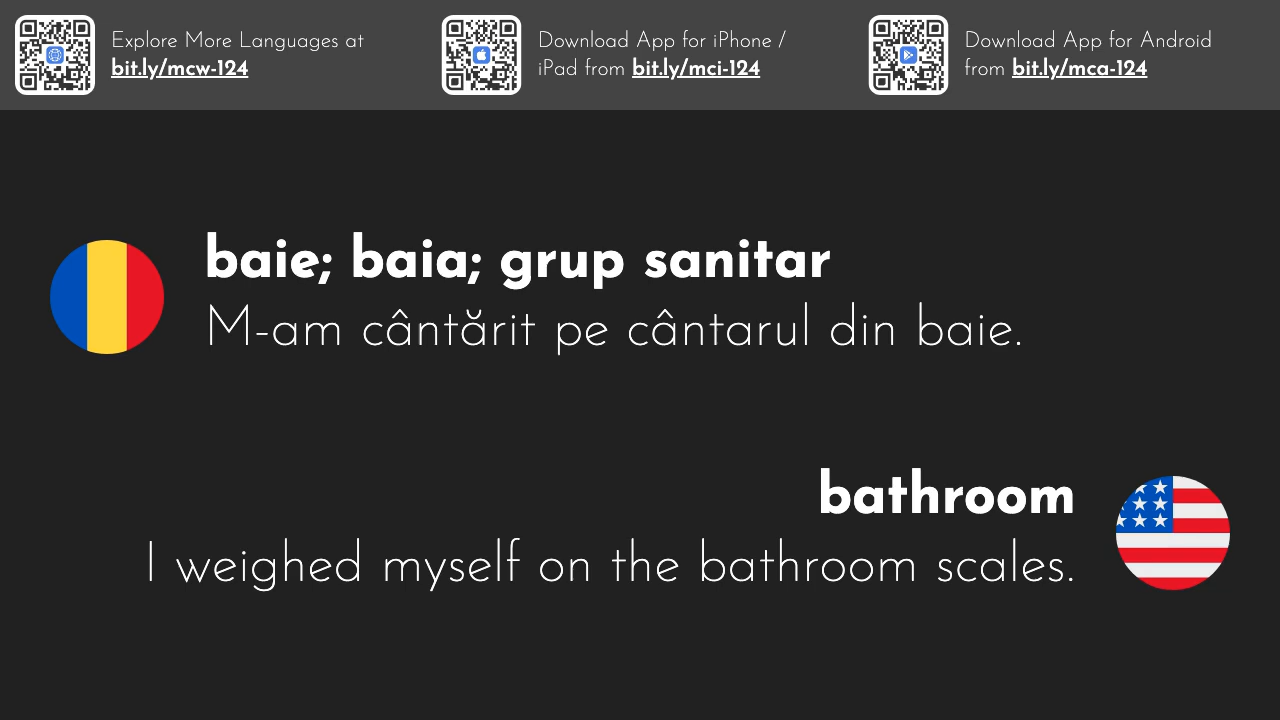 Explore More Languages at
bit.ly/mcw-124
Download App for iPhone /
iPad from bit.ly/mci-124
Download App for Android
from bit.ly/mca-124
baie; baia; grup sanitar
M-am cântărit pe cântarul din baie.
bathroom
I weighed myself on the bathroom scales.